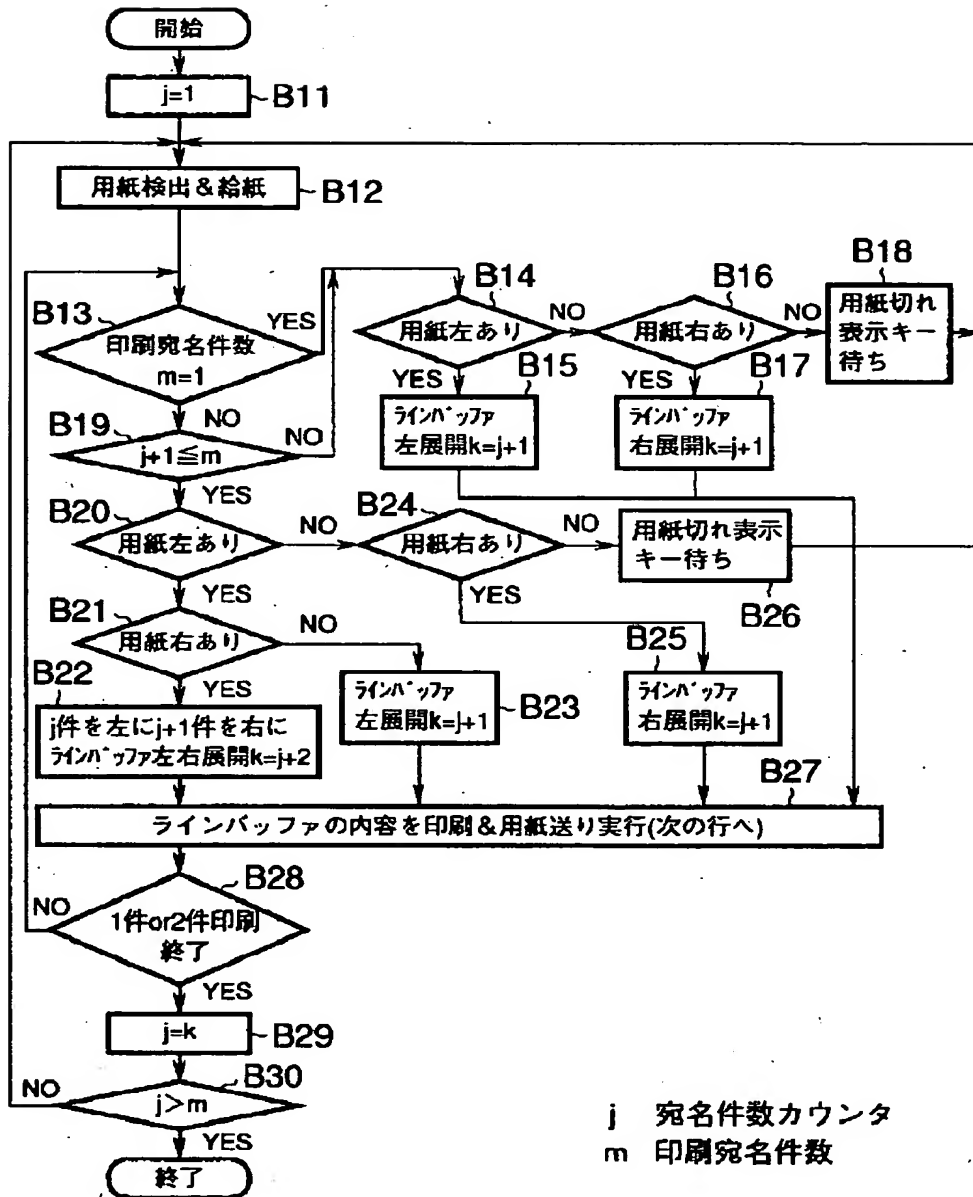 開始
j=1
B11
用紙検出&給紙
B12
B13
印刷宛名件数
m=1
YES
NO
B14
用紙左あり
NO
YES
B15
ラインバッファ
左展開k=j+1
B16
用紙右あり
NO
YES
B17
ラインバッファ
右展開k=j+1
B18
用紙切れ
表示キー
待ち
B19
j+1≦m
NO
YES
B20
用紙左あり
NO
YES
B24
用紙右あり
NO
YES
用紙切れ表示
キー待ち
B26
B21
用紙右あり
NO
YES
B22
j件を左にj+1件を右に
ラインバッファ左右展開k=j+2
ラインバッファ
左展開k=j+1
B23
B25
ラインバッファ
右展開k=j+1
B27
ラインバッファの内容を印刷&用紙送り実行(次の行へ)
B28
NO
1件or2件印刷
終了
YES
j=k
B29
B30
NO
j>m
YES
終了
j 宛名件数カウンタ
m 印刷宛名件数